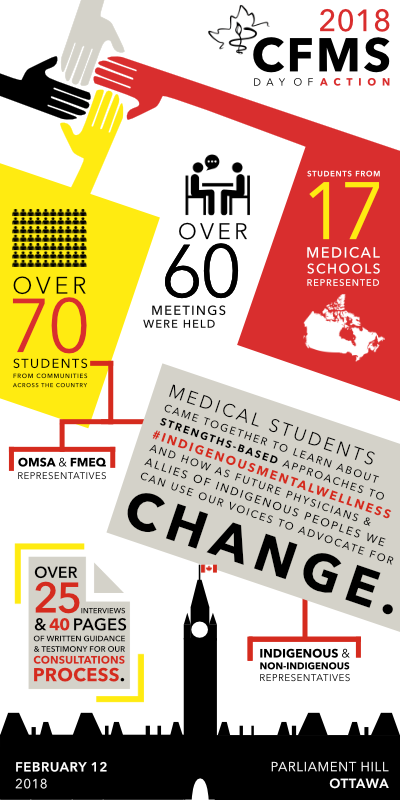 2018
CFMS
DAY OF ACTION
STUDENTS FROM
17
MEDICAL
SCHOOLS
REPRESENTED
OVER
60
MEETINGS
WERE HELD
OVER
70
STUDENTS
FROM COMMUNITIES
ACROSS THE COUNTRY
OMSA & FMEQ
REPRESENTATIVES
MEDICAL STUDENTS
CAME TOGETHER TO LEARN ABOUT
STRENGTHS-BASED APPROACHES TO
#INDIGENOUSMENTALWELLNESS
AND HOW AS FUTURE PHYSICIANS &
ALLIES OF INDIGENOUS PEOPLES WE
CAN USE OUR VOICES TO ADVOCATE FOR
CHANGE.
OVER
25 INTERVIEWS
& 40 PAGES
OF WRITTEN GUIDANCE
& TESTIMONY FOR OUR
CONSULTATIONS
PROCESS.
INDIGENOUS &
NON-INDIGENOUS
REPRESENTATIVES
FEBRUARY 12
2018
PARLIAMENT HILL
OTTAWA